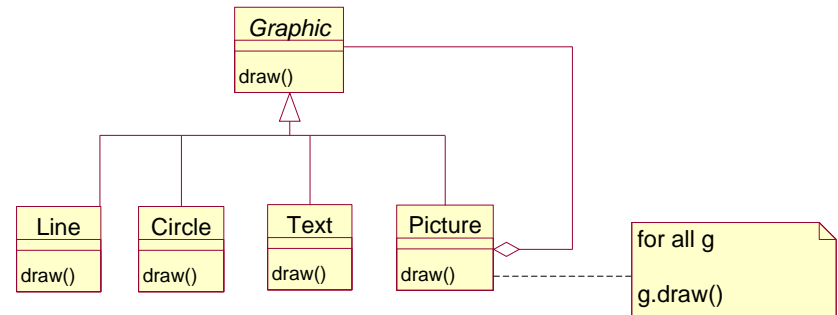 Graphic
draw()
Line
draw()
Circle
draw()
Text
draw()
Picture
draw()
for all g
g.draw()